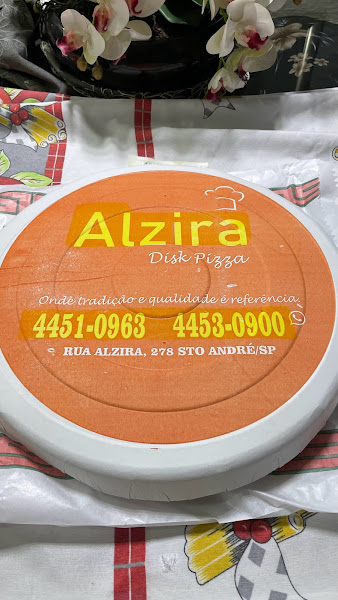 Alzira
Disk Pizza
Onde tradição e qualidade é referência.
4451-0963 4453-0900
RUA ALZIRA, 278 STO ANDRÉ/SP